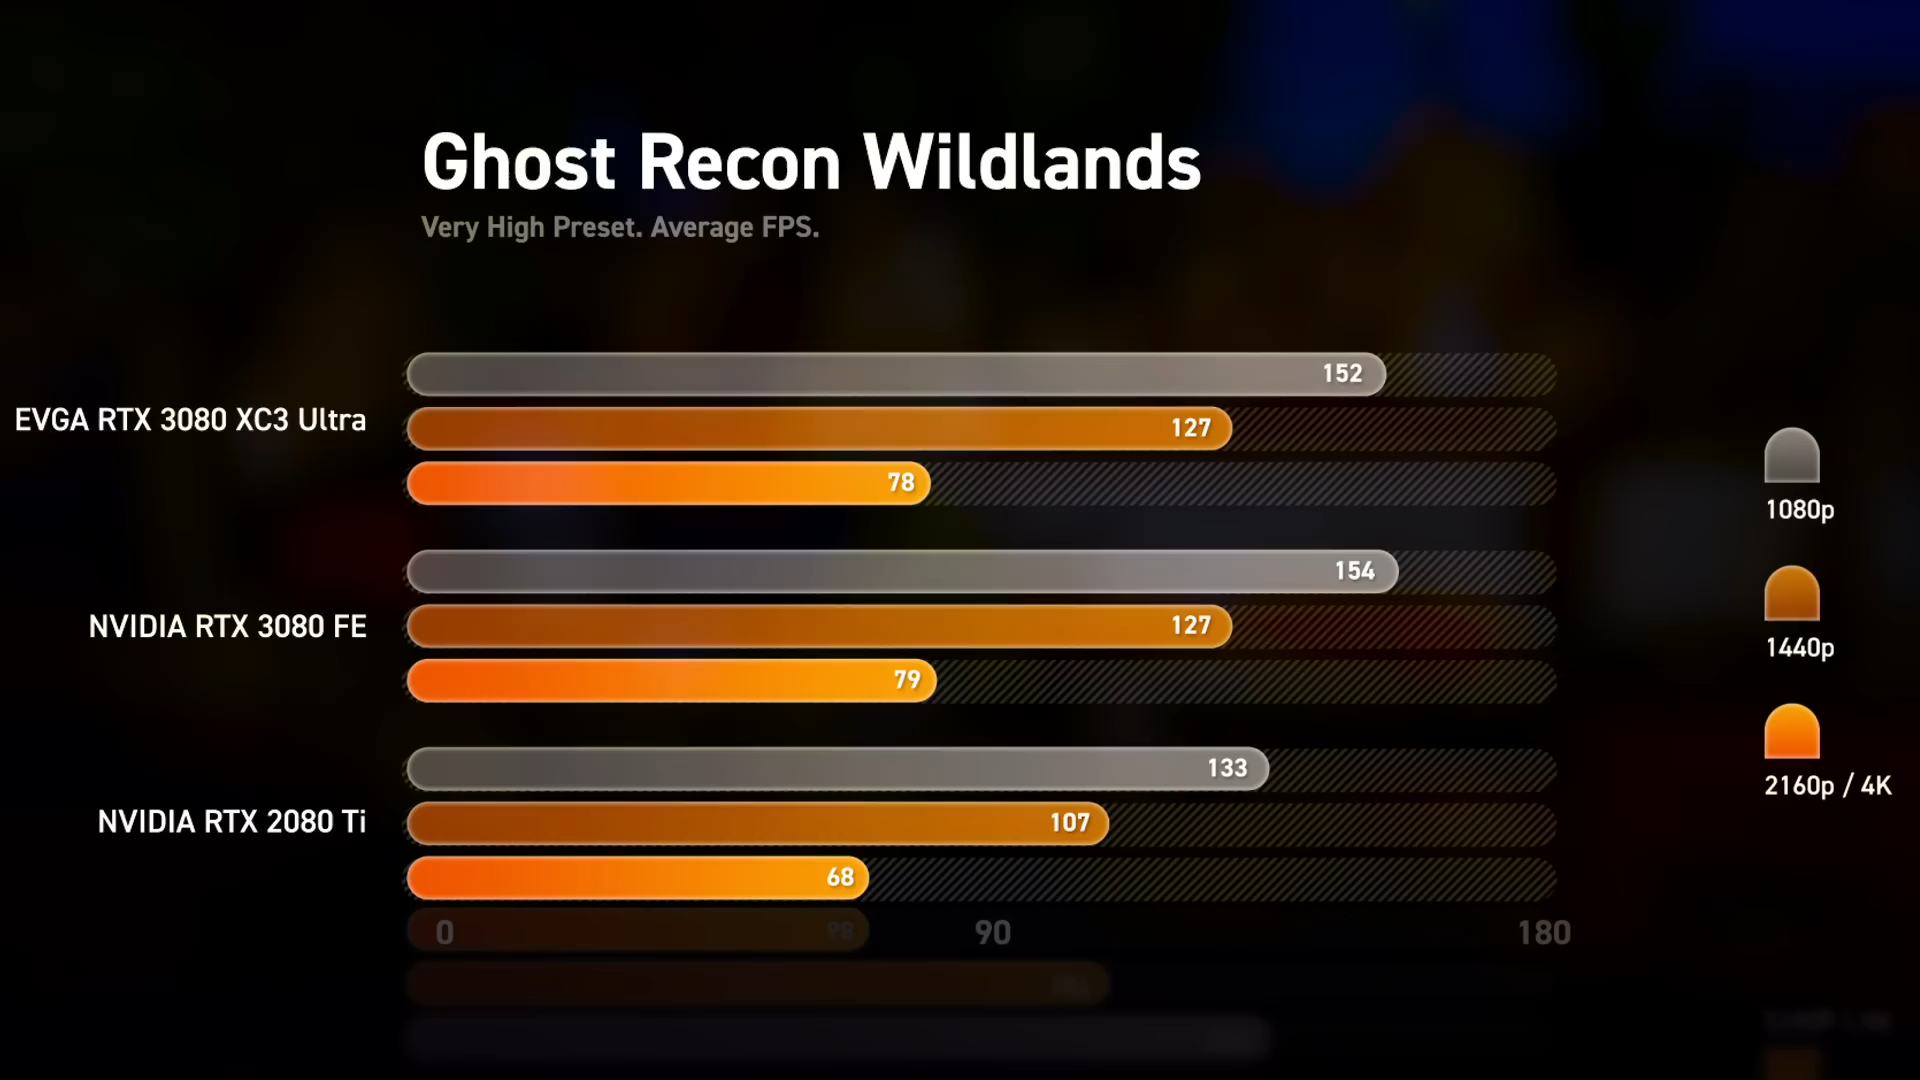 Ghost Recon Wildlands
Very High Preset. Average FPS.
EVGA RTX 3080 XC3 Ultra
152
127
78
NVIDIA RTX 3080 FE
154
127
79
NVIDIA RTX 2080 Ti
133
107
68
0 90 180
1080p
1440p
2160p / 4K